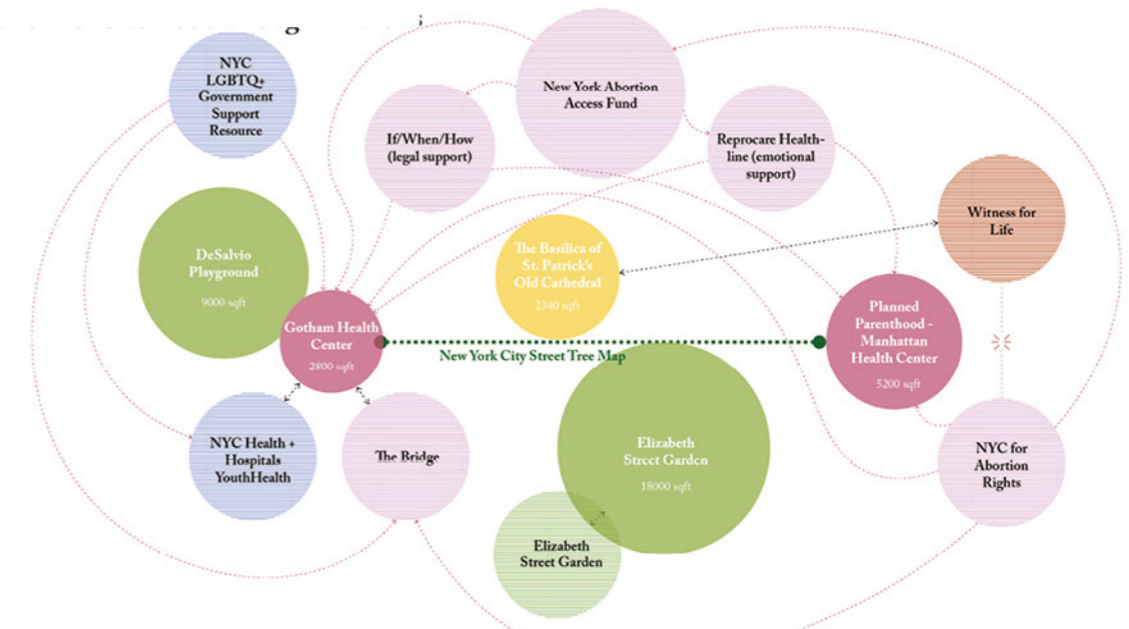 NYC
LGBTQ+
Government
Support
Resource
New York Abortion
Access Fund
If/When/How
(legal support)
Reprocare Health-
line (emotional
support)
Witness for
Life
DeSalvio
Playground
9000 sqft
The Basilica of
St. Patrick's
Old Cathedral
2340 sqft
Gotham Health
Center
2800 sqft
Planned
Parenthood -
Manhattan
Health Center
5200 sqft
New York City Street Tree Map
NYC Health +
Hospitals
YouthHealth
The Bridge
Elizabeth
Street Garden
18000 sqft
NYC for
Abortion
Rights
Elizabeth
Street Garden